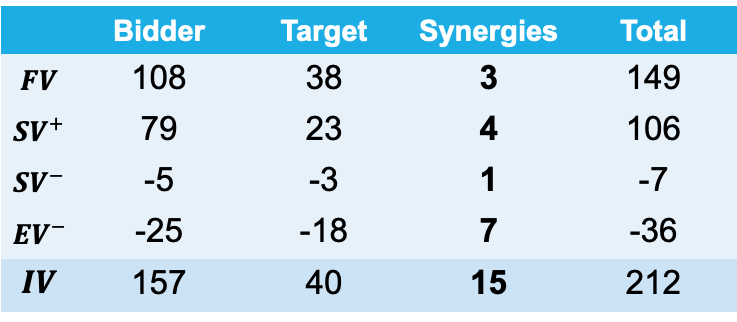 Bidder Target Synergies Total
FV 108 38 3 149
SV⁺ 79 23 4 106
SV⁻ -5 -3 1 -7
EV⁻ -25 -18 7 -36
IV 157 40 15 212